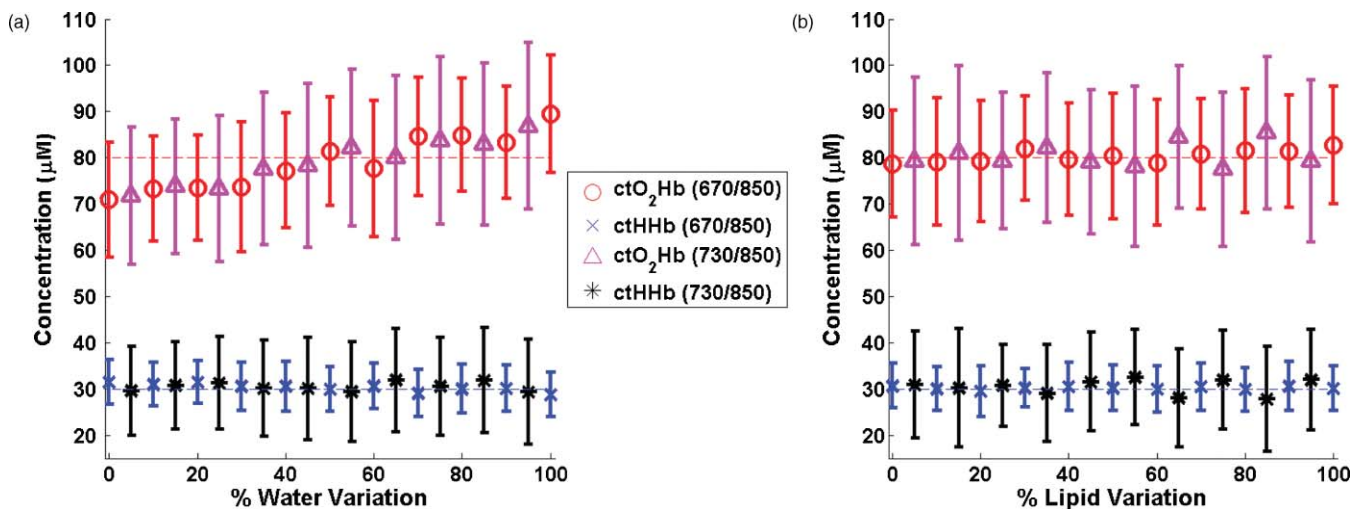 (a)
110
100
90
80
70
60
50
40
30
20
Concentration (μM)
0 20 40 60 80 100
% Water Variation
ctO₂Hb (670/850)
ctHHb (670/850)
ctO₂Hb (730/850)
ctHHb (730/850)
(b)
110
100
90
80
70
60
50
40
30
20
Concentration (μM)
0 20 40 60 80 100
% Lipid Variation